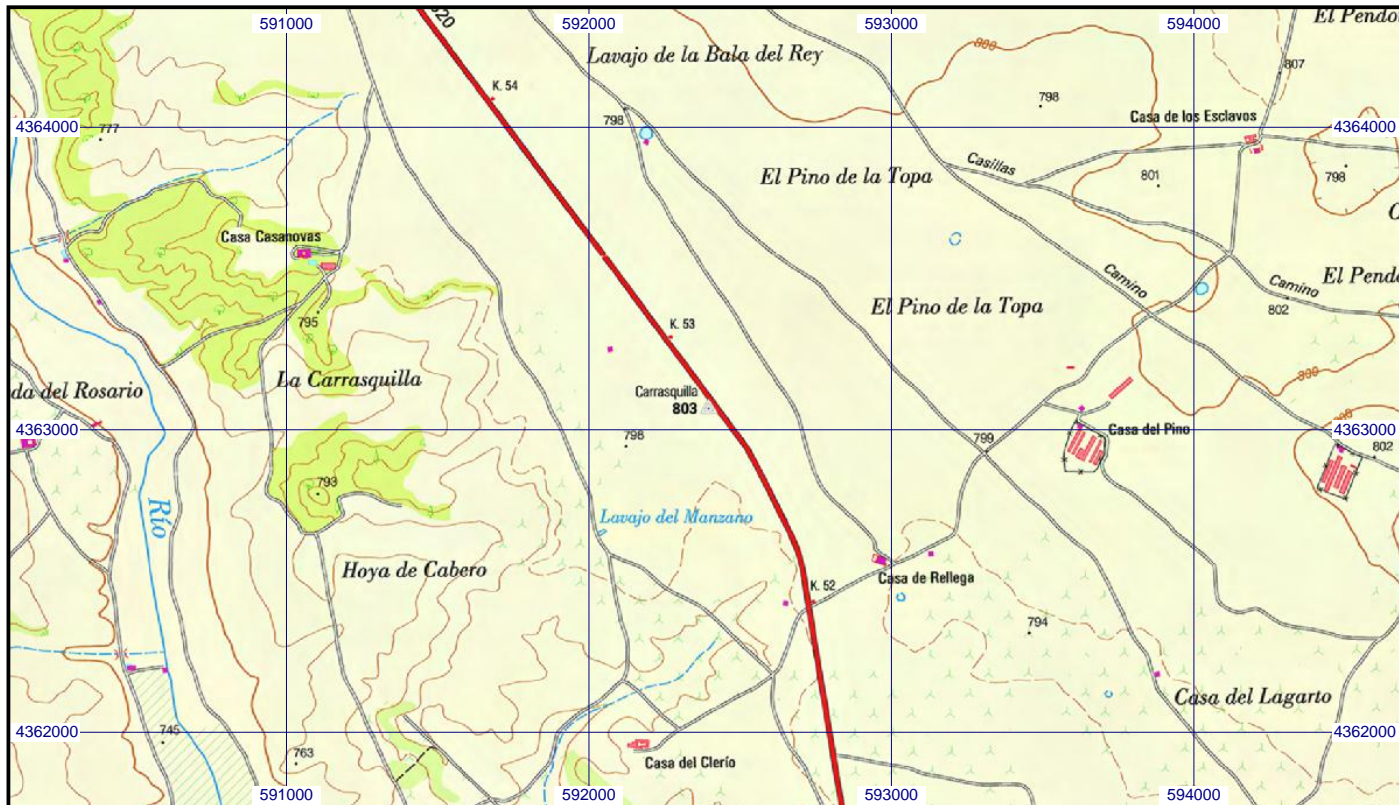 591000
592000
593000
594000
El Pendo
820
Lavajo de la Bala del Rey
800
807
K. 54
798
Casa de los Esclavos
4364000
798
4364000
777
Casillas
El Pino de la Topa
801
798
Casa Casanovas
C
El Pend
Camino
Camino
El Pino de la Topa
802
795
K. 53
La Carrasquilla
da del Rosario
Carrasquilla
803
800
4363000
Casa del Pino
4363000
798
799
802
793
Río
Lavajo del Manzano
Hoya de Cabero
Casa de Rellega
K. 52
794
Casa del Lagarto
4362000
745
4362000
763
Casa del Clerío
591000
592000
593000
594000